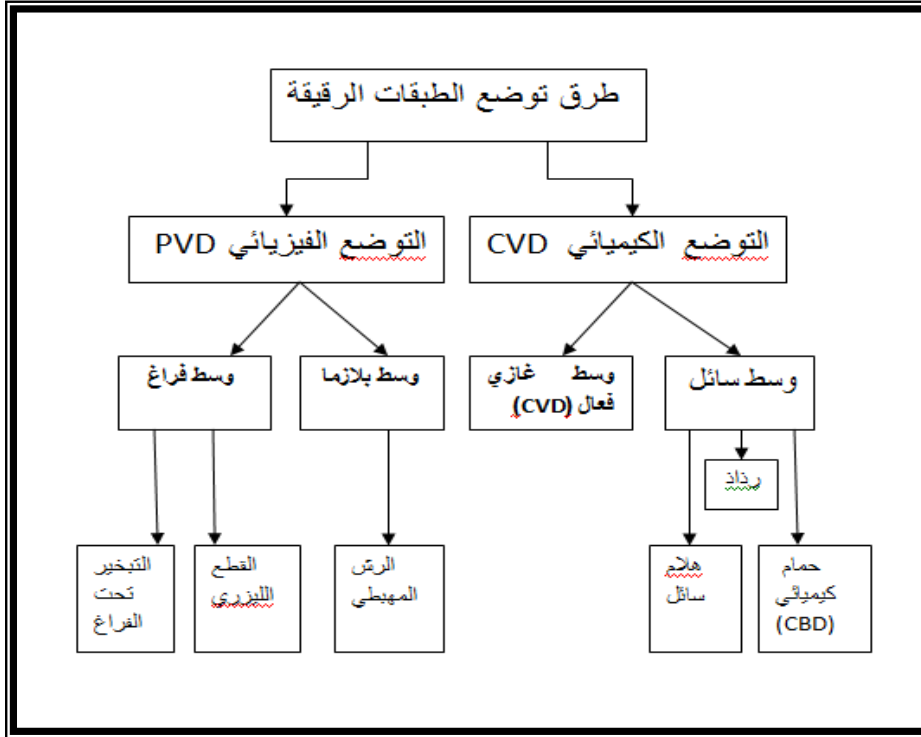 طرق توضع الطبقات الرقيقة
التوضع الكيميائي CVD
التوضع الفيزيائي PVD
وسط سائل
وسط غازي
فعال (CVD)
وسط بلازما
وسط فراغ
رذاذ
حمام
كيميائي
(CBD)
هلام
سائل
الرش
المهبطي
القطع
الليزري
التبخير
تحت
الفراغ